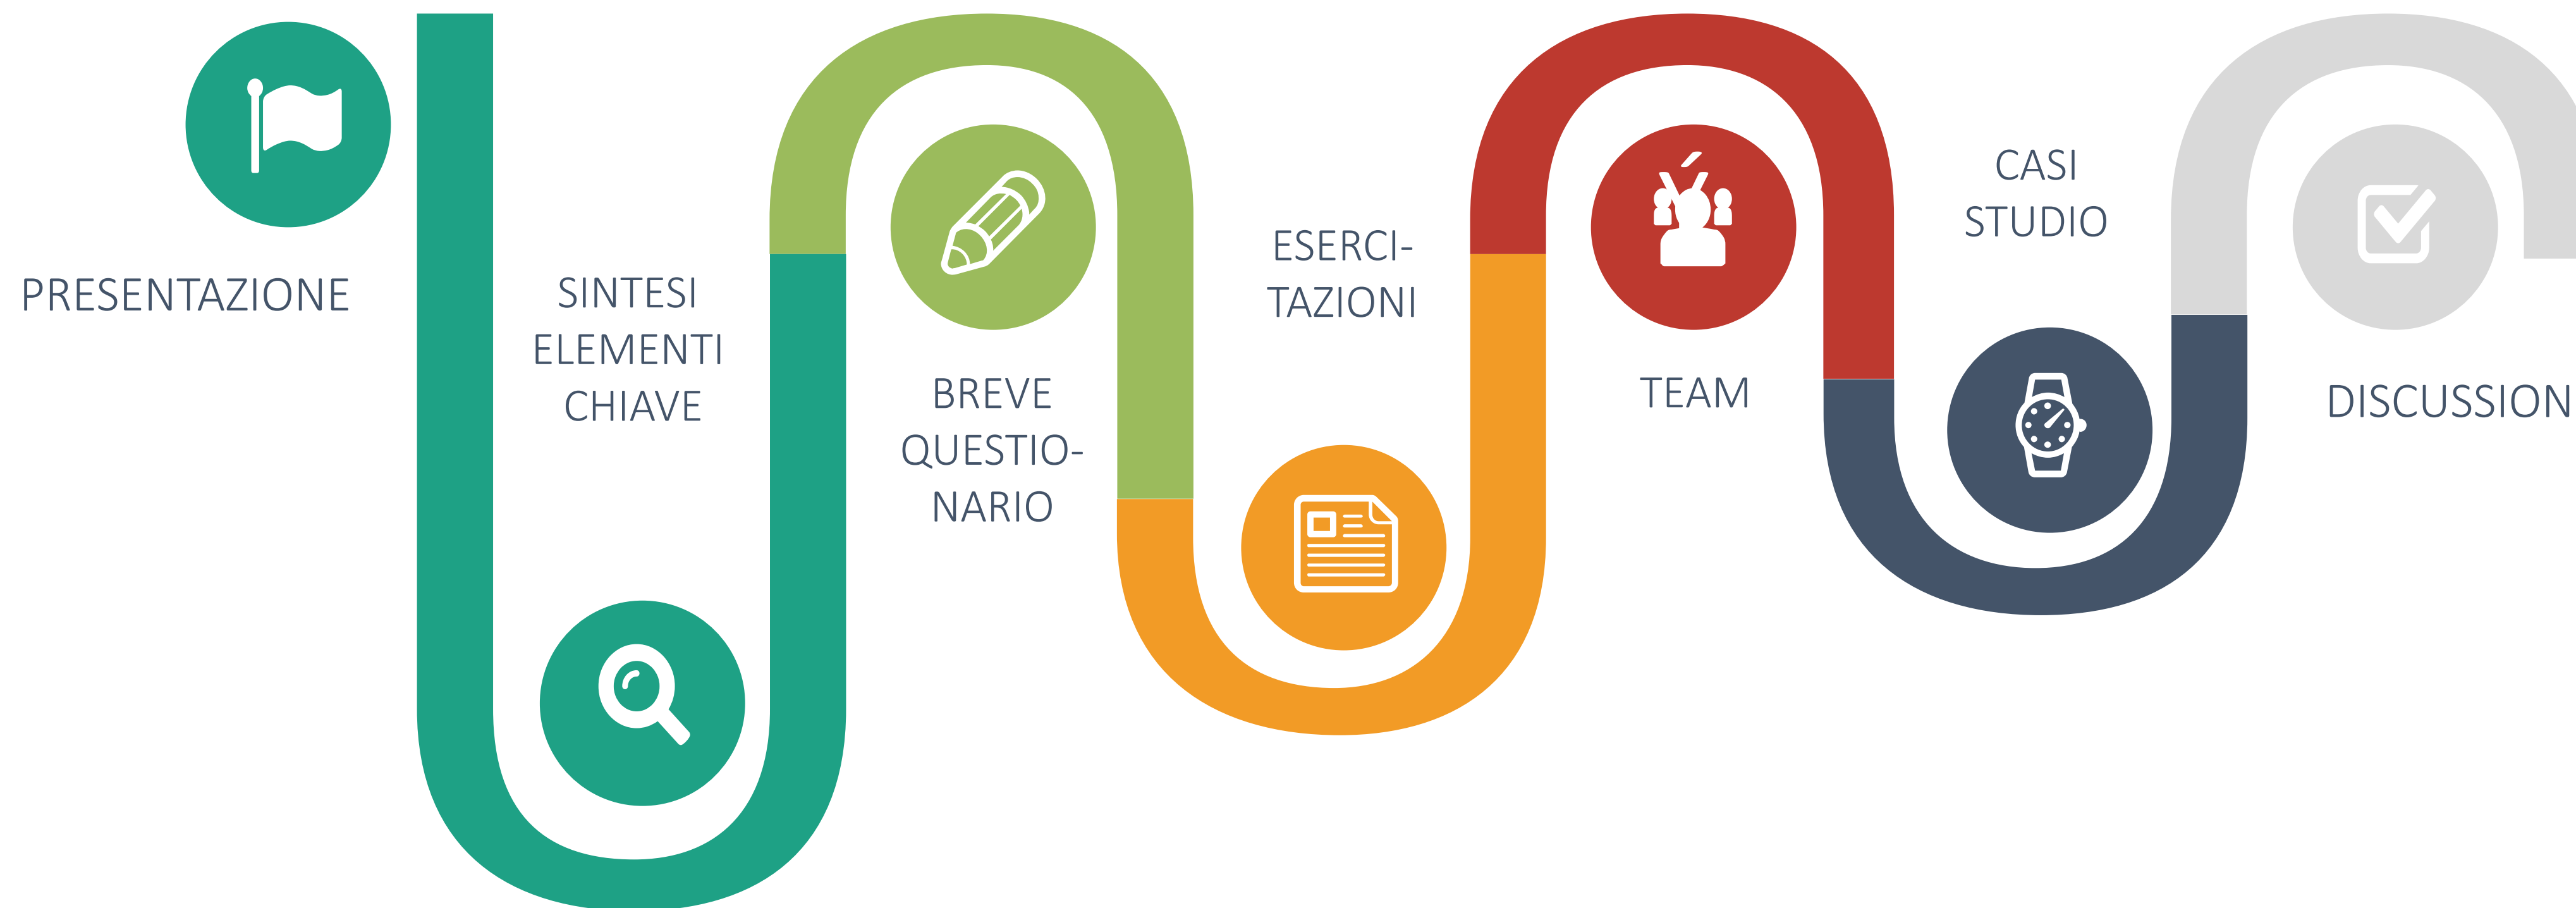 PRESENTAZIONE
SINTESI
ELEMENTI
CHIAVE
BREVE
QUESTIO-
NARIO
ESERCI-
TAZIONI
TEAM
CASI
STUDIO
DISCUSSION